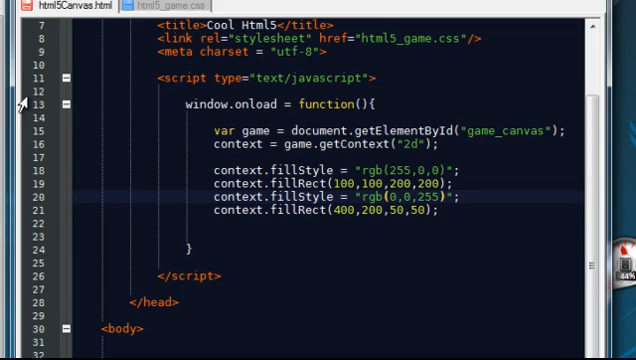 html5Canvas.html html5_game.css
7 <title>Cool Html5</title>
8 <link rel="stylesheet" href="html5_game.css"/>
9 <meta charset = "utf-8">
10
11 <script type="text/javascript">
12
13 window.onload = function(){
14
15 var game = document.getElementById("game_canvas");
16 context = game.getContext("2d");
17
18 context.fillStyle = "rgb(255,0,0)";
19 context.fillRect(100,100,200,200);
20 context.fillStyle = "rgb(0,0,255)";
21 context.fillRect(400,200,50,50);
22
23
24 }
25
26 </script>
27
28 </head>
29
30 <body>
31
32
44%